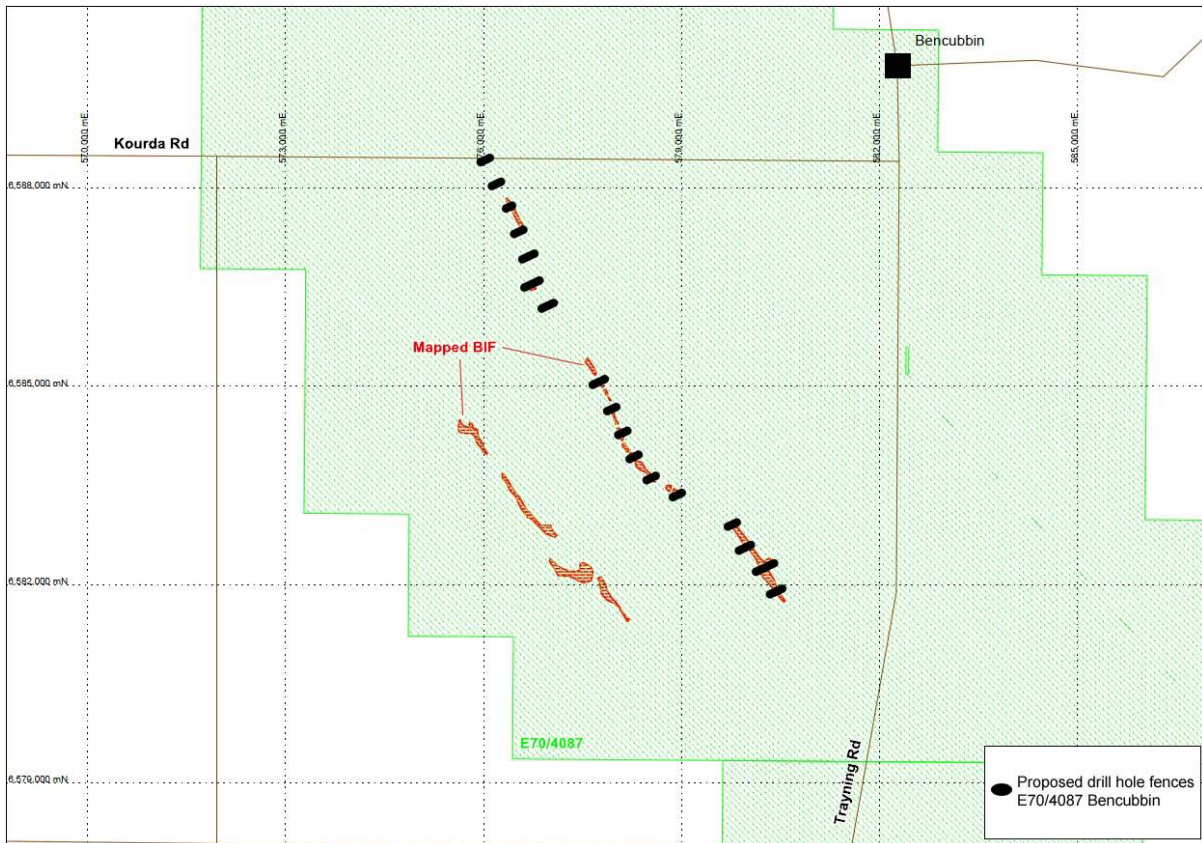 Bencubbin
570,000 mE.
573,000 mE.
576,000 mE.
579,000 mE.
582,000 mE.
585,000 mE.
Kourda Rd
6,588,000 mN
Mapped BIF
6,585,000 mN
6,582,000 mN
E70/4087
6,579,000 mN
Trayning Rd
Proposed drill hole fences
E70/4087 Bencubbin